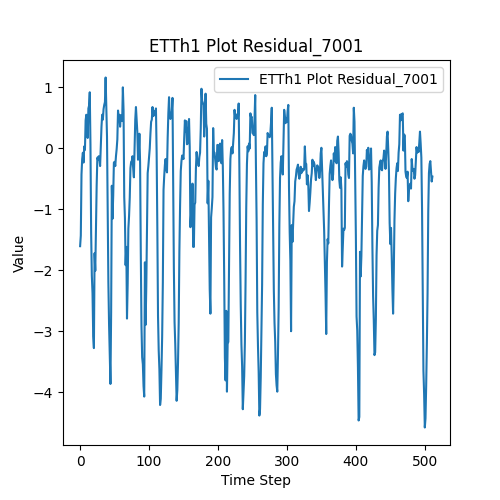 ETTh1 Plot Residual_7001
ETTh1 Plot Residual_7001
1
0
−1
−2
−3
−4
Value
0 100 200 300 400 500
Time Step